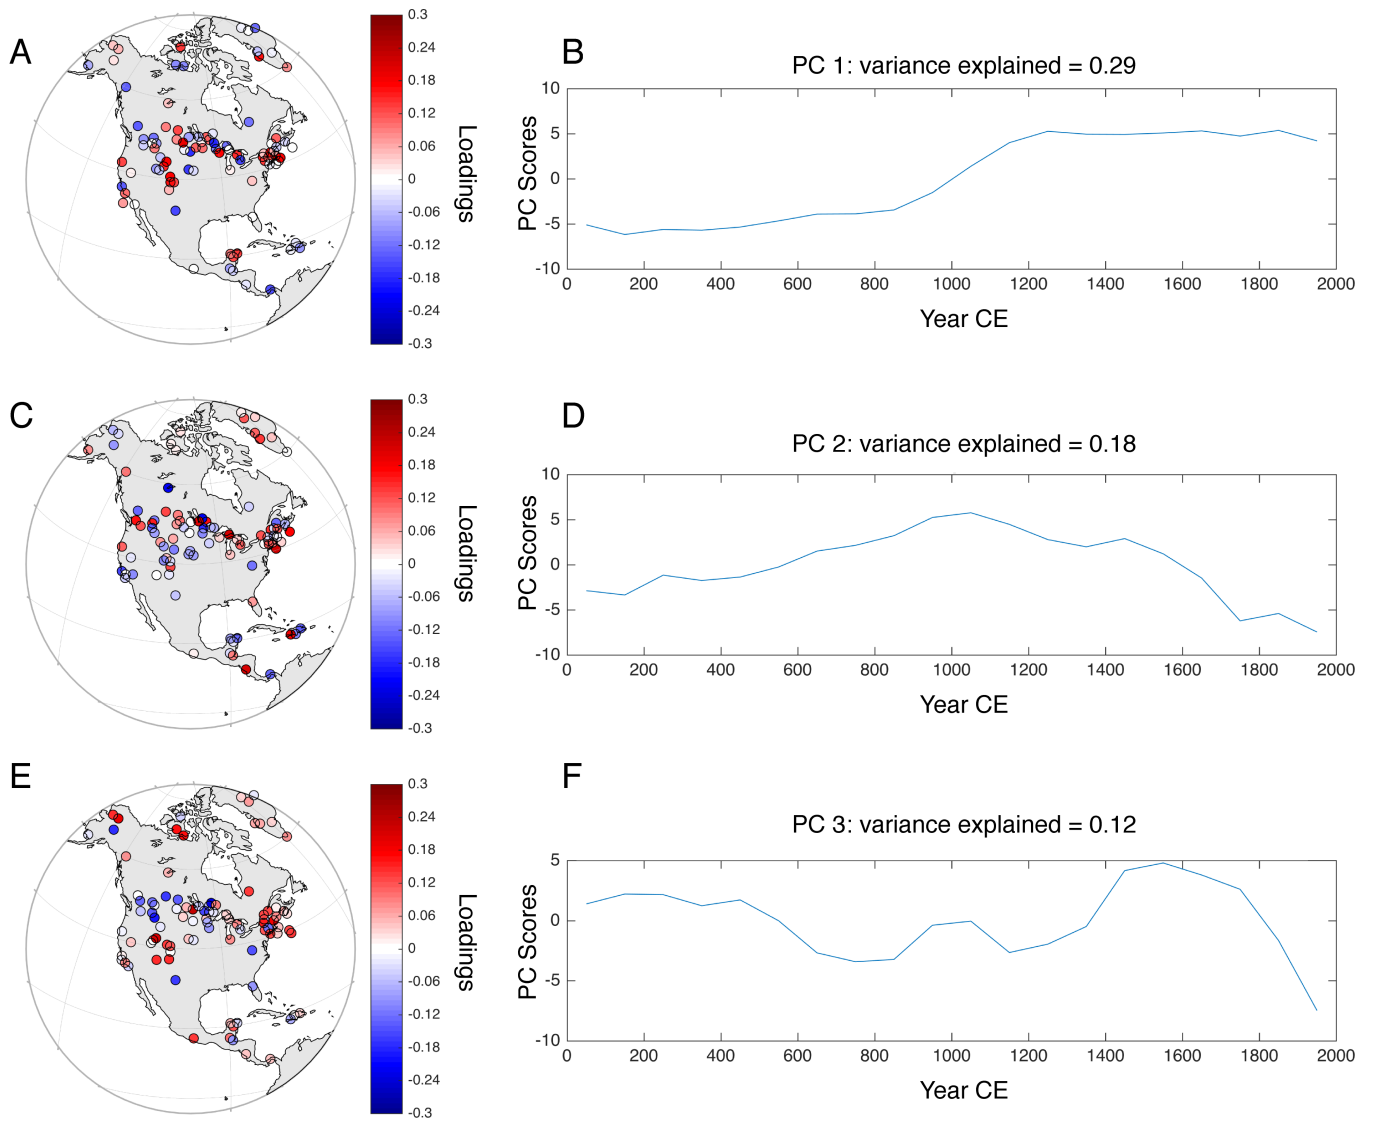 A
0.3
0.24
0.18
0.12
0.06
0
-0.06
-0.12
-0.18
-0.24
-0.3
Loadings
B
PC 1: variance explained = 0.29
10
5
0
-5
-10
PC Scores
0 200 400 600 800 1000 1200 1400 1600 1800 2000
Year CE
C
0.3
0.24
0.18
0.12
0.06
0
-0.06
-0.12
-0.18
-0.24
-0.3
Loadings
D
PC 2: variance explained = 0.18
10
5
0
-5
-10
PC Scores
0 200 400 600 800 1000 1200 1400 1600 1800 2000
Year CE
E
0.3
0.24
0.18
0.12
0.06
0
-0.06
-0.12
-0.18
-0.24
-0.3
Loadings
F
PC 3: variance explained = 0.12
5
0
-5
-10
PC Scores
0 200 400 600 800 1000 1200 1400 1600 1800 2000
Year CE